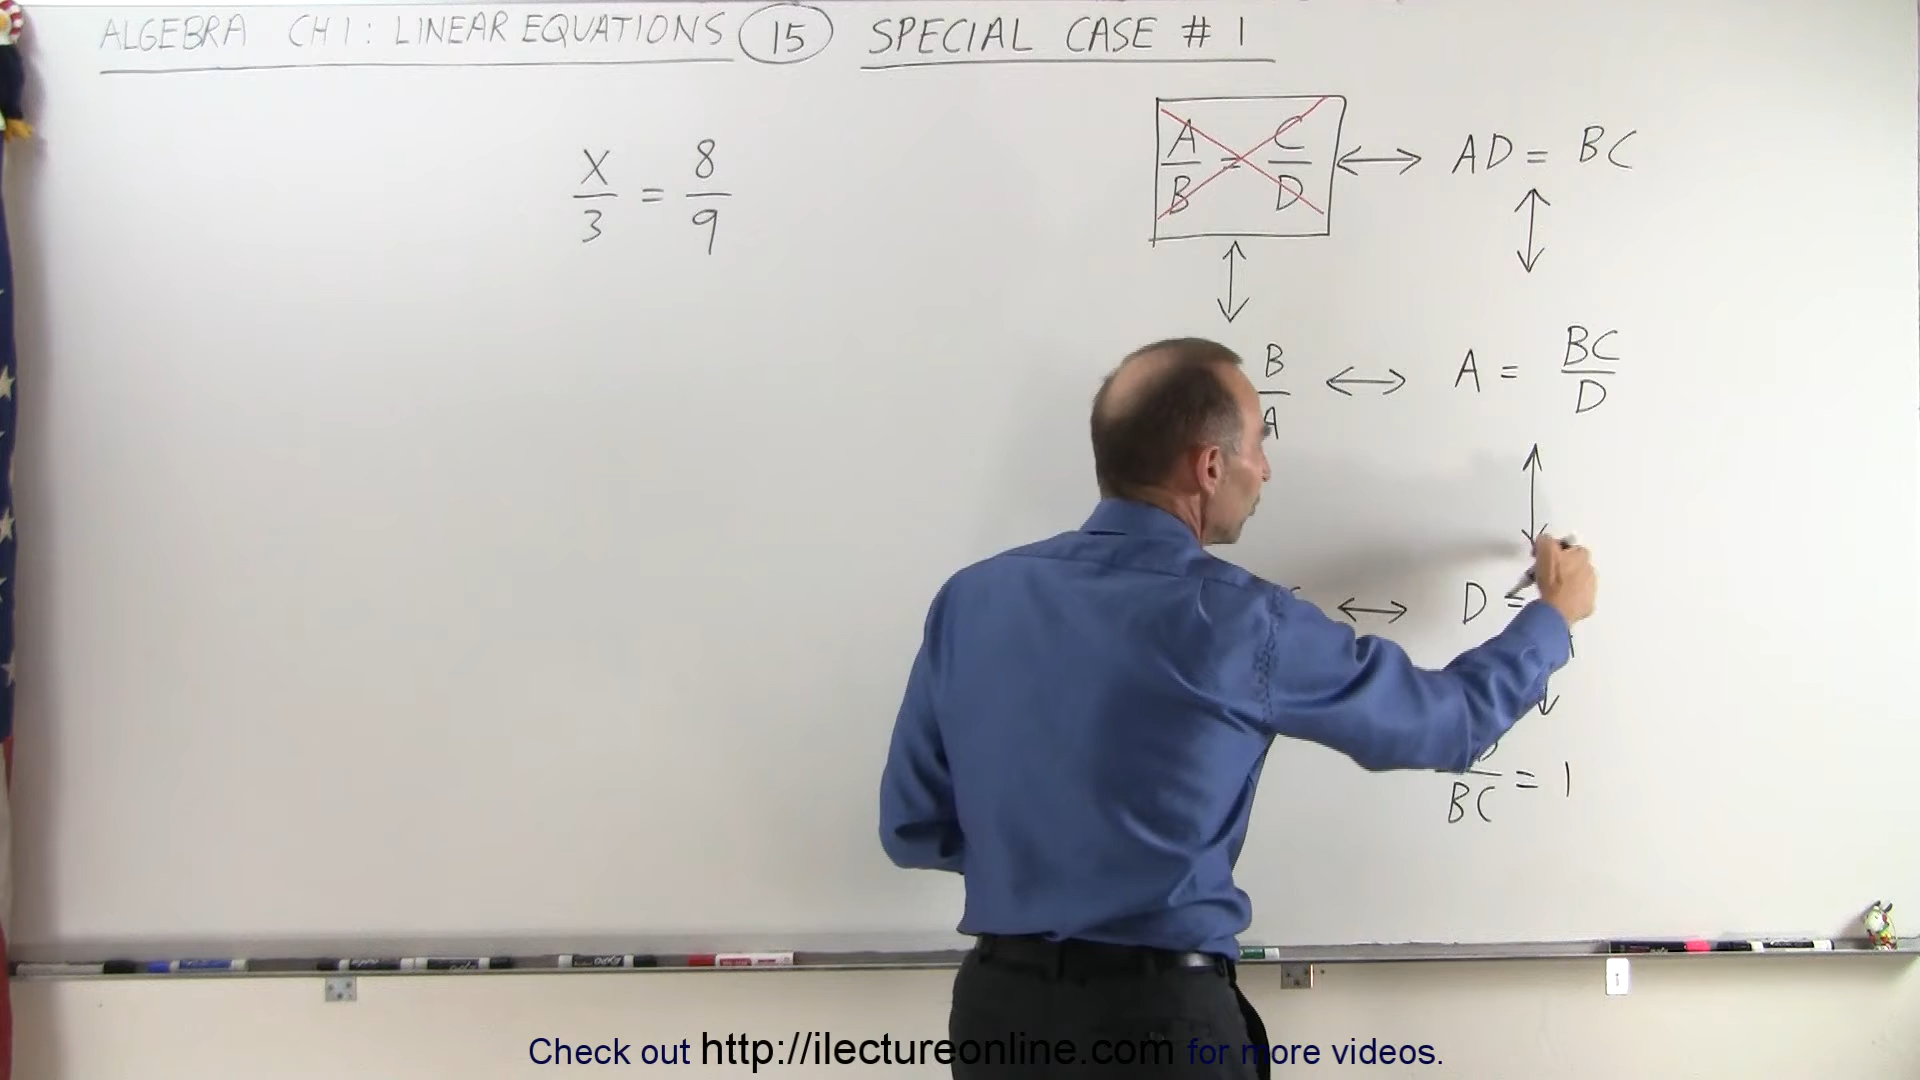 ALGEBRA CH 1: LINEAR EQUATIONS 15 SPECIAL CASE # 1
X/3 = 8/9
A/B = C/D ↔ AD = BC
B/A ↔ A = BC/D
↔ D =
BC = 1
Check out http://ilectureonline.com for more videos.